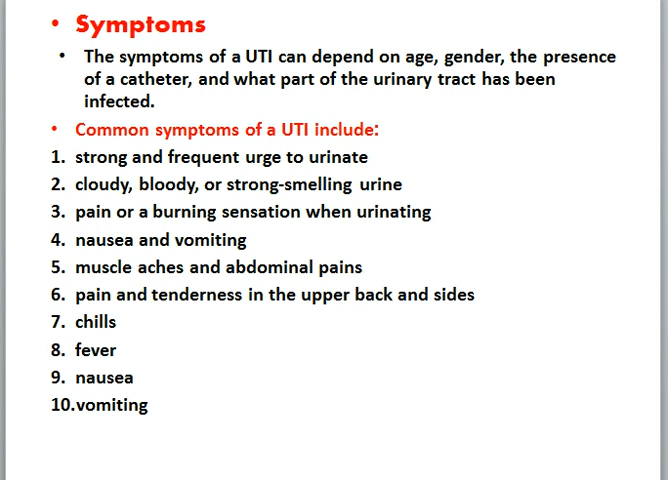 • Symptoms
• The symptoms of a UTI can depend on age, gender, the presence
of a catheter, and what part of the urinary tract has been
infected.
• Common symptoms of a UTI include:
1. strong and frequent urge to urinate
2. cloudy, bloody, or strong-smelling urine
3. pain or a burning sensation when urinating
4. nausea and vomiting
5. muscle aches and abdominal pains
6. pain and tenderness in the upper back and sides
7. chills
8. fever
9. nausea
10.vomiting